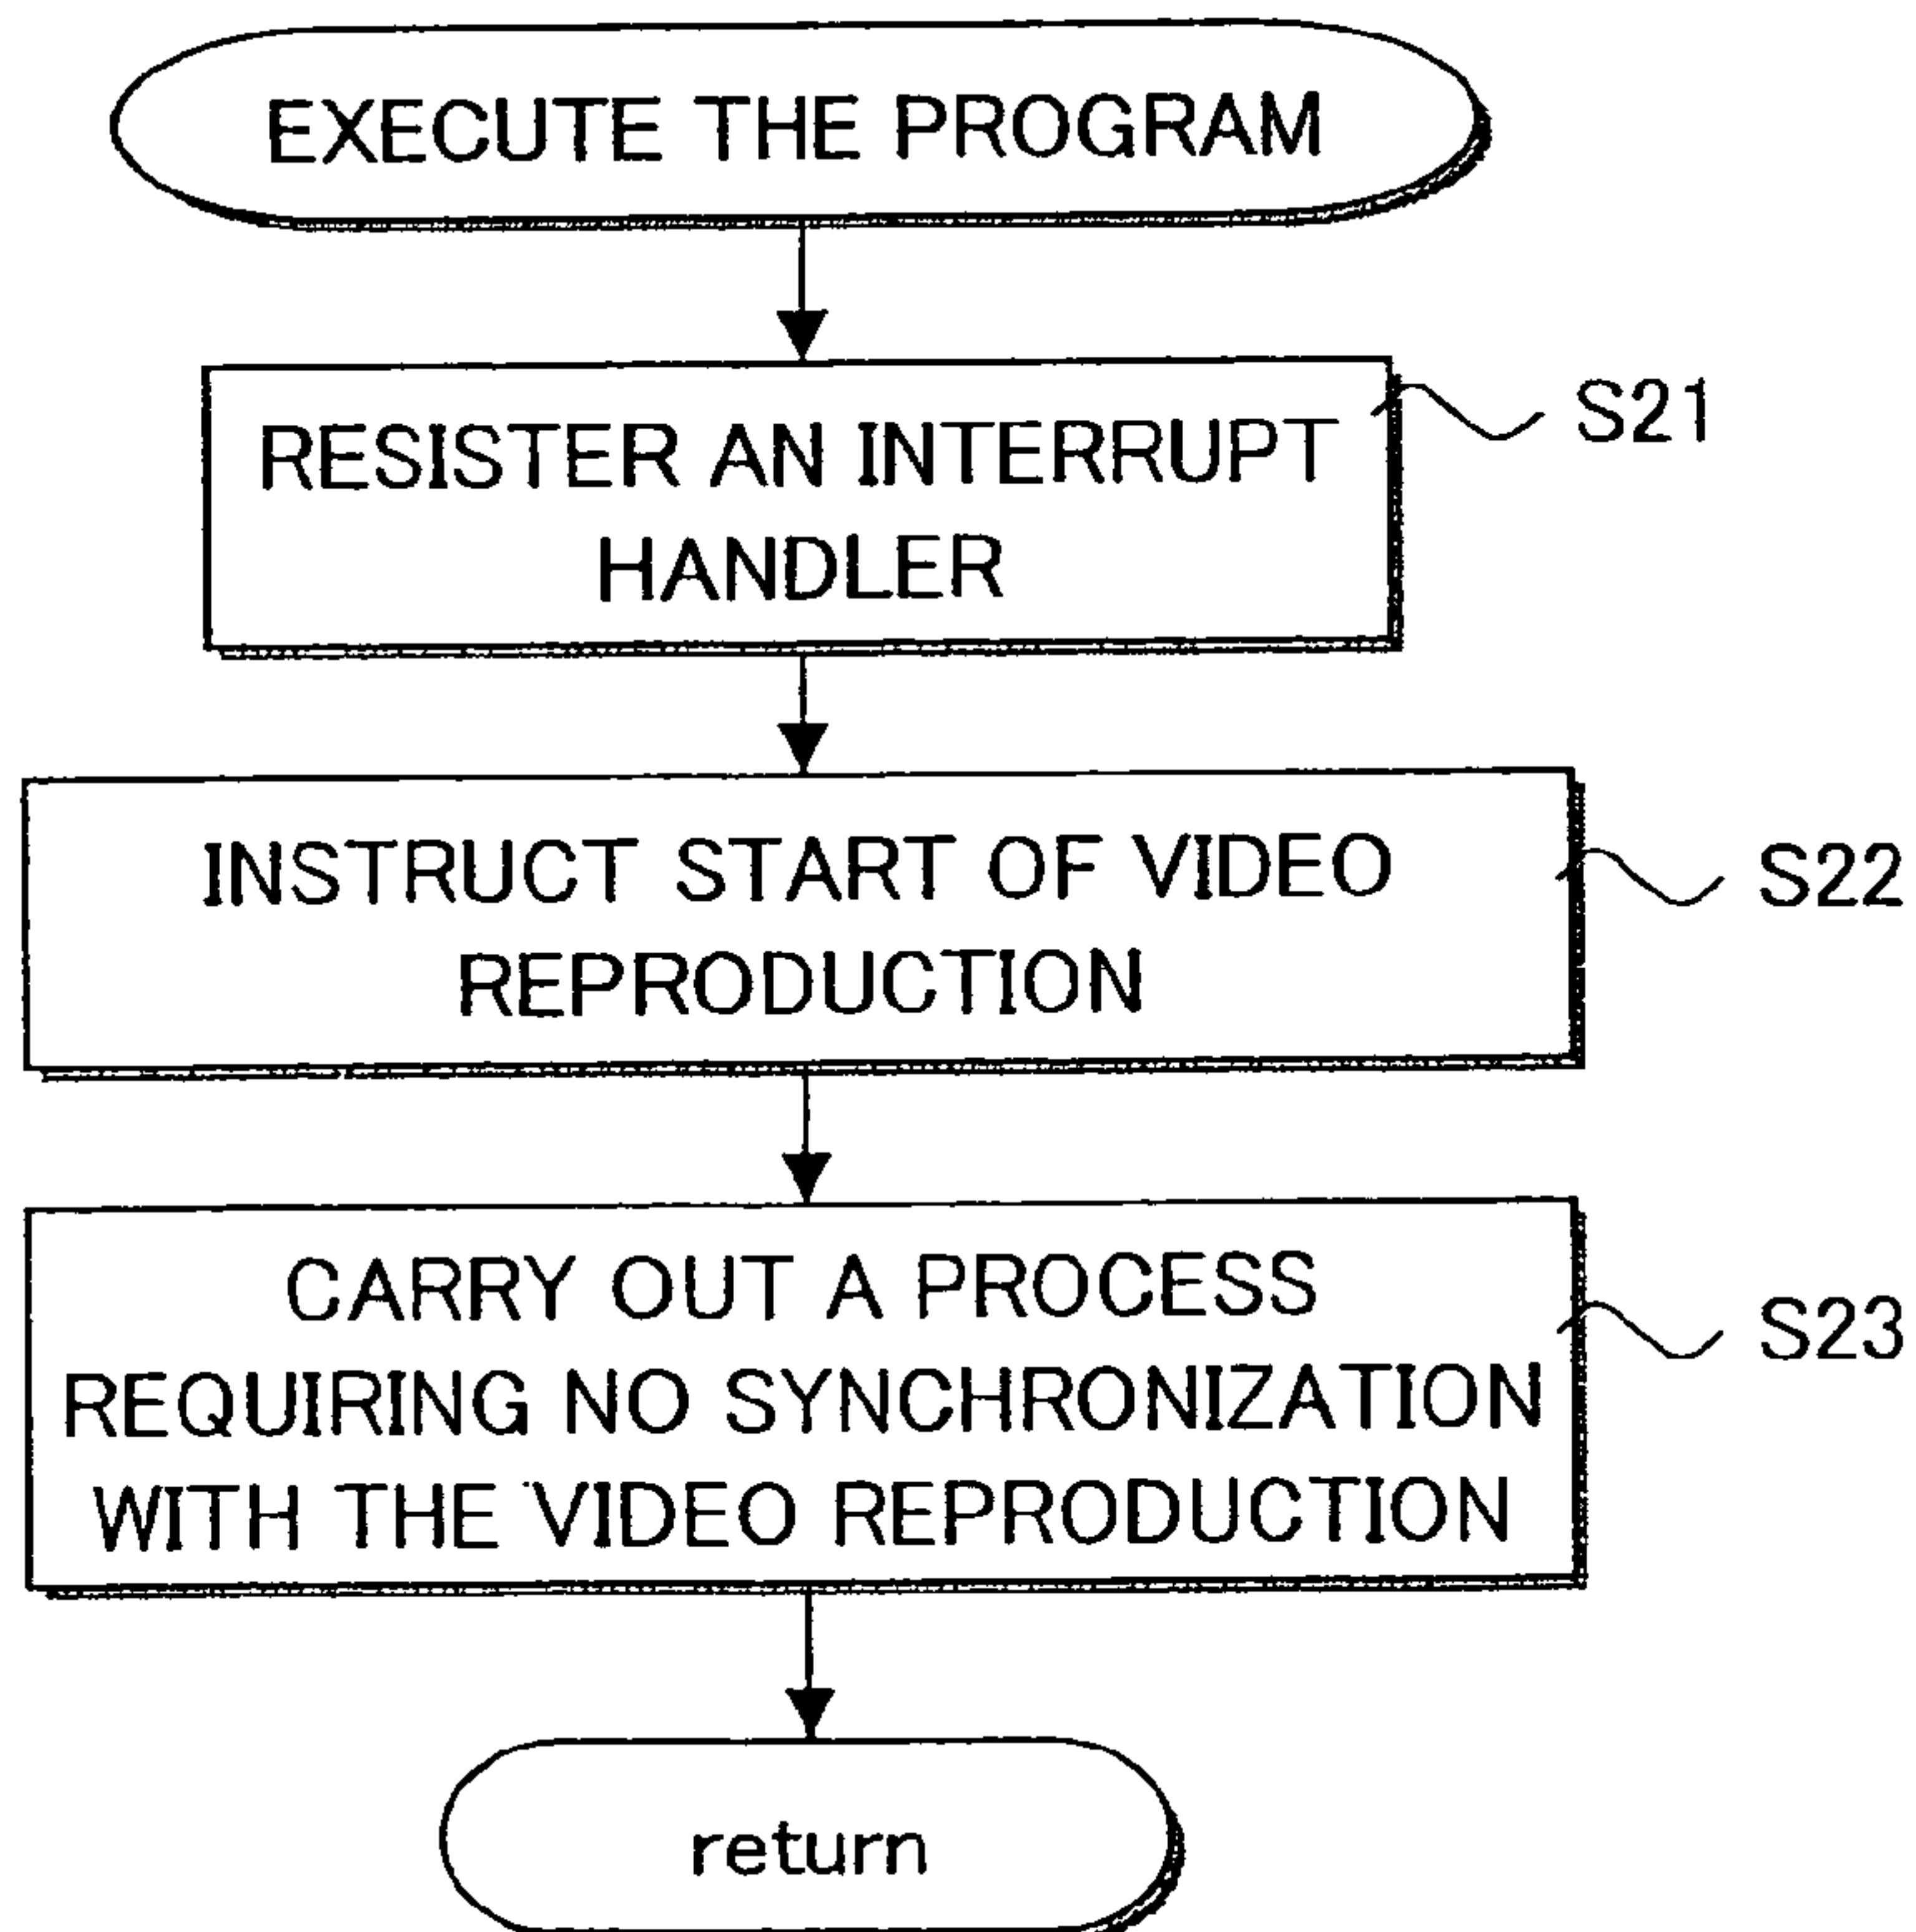 EXECUTE THE PROGRAM
RESISTER AN INTERRUPT
HANDLER
S21
INSTRUCT START OF VIDEO
REPRODUCTION
S22
CARRY OUT A PROCESS
REQUIRING NO SYNCHRONIZATION
WITH THE VIDEO REPRODUCTION
S23
return